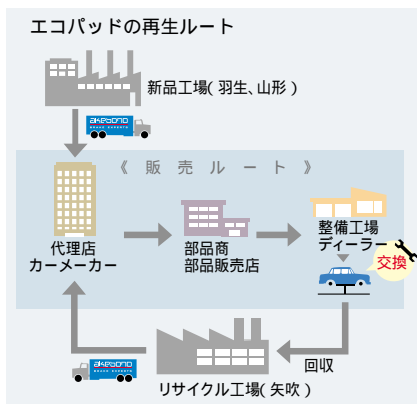 エコパッドの再生ルート
新品工場(羽生、山形)
akebono
《販売ルート》
代理店
カーメーカー
部品商
部品販売店
整備工場
ディーラー
交換
回収
akebono
リサイクル工場(矢吹)